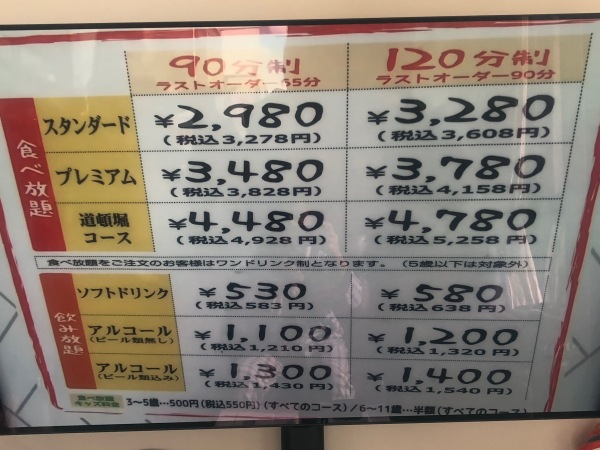 90分制
ラストオーダー65分
120分制
ラストオーダー90分
食べ放題
スタンダード
¥2,980
(税込3,278円)
¥3,280
(税込3,608円)
プレミアム
¥3,480
(税込3,828円)
¥3,780
(税込4,158円)
道頓堀
コース
¥4,480
(税込4,928円)
¥4,780
(税込5,258円)
食べ放題をご注文のお客様はワンドリンク制となります。(5歳以下は対象外)
飲み放題
ソフトドリンク
¥530
(税込583円)
¥580
(税込638円)
アルコール
(ビール類無し)
¥1,100
(税込1,210円)
¥1,200
(税込1,320円)
アルコール
(ビール類込み)
¥1,300
(税込1,430円)
¥1,400
(税込1,540円)
食べ放題
キッズ料金
3~5歳…500円(税込550円)(すべてのコース)/6~11歳…半額(すべてのコース)